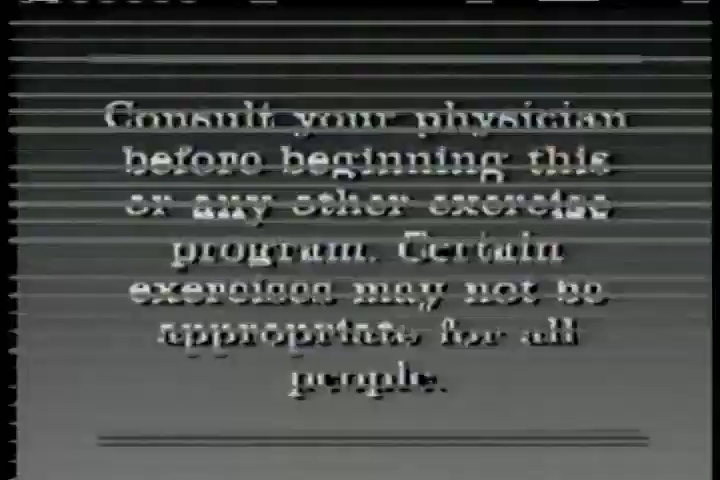 Consult your physician
before beginning this
or any other exercise
program. Certain
exercises may not be
appropriate for all
people.